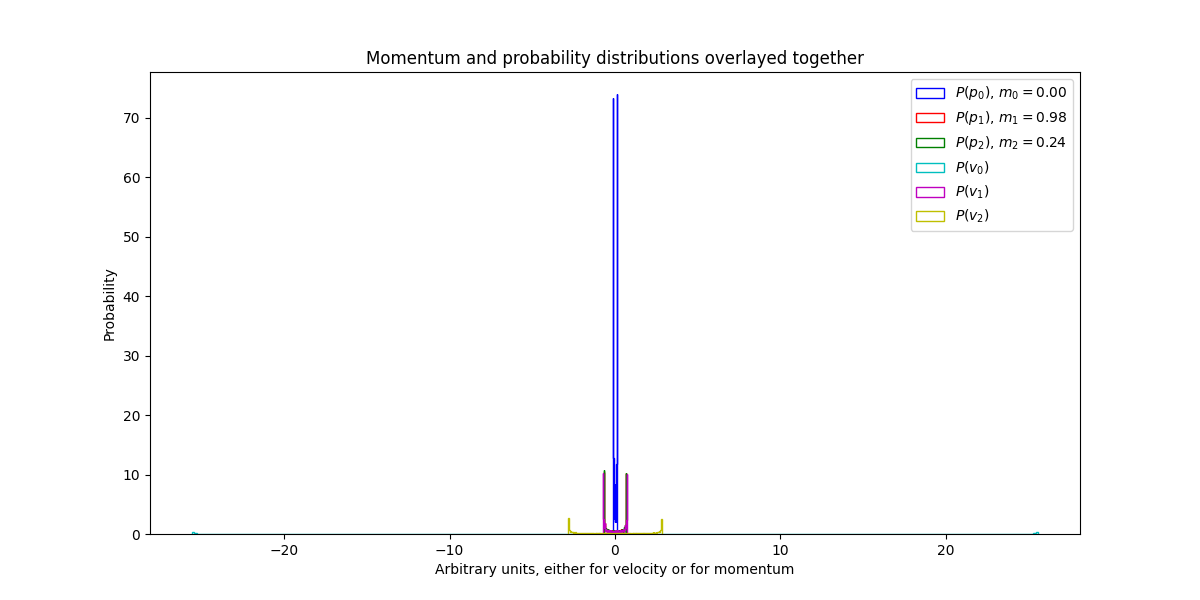 Momentum and probability distributions overlayed together
Probability
70
60
50
40
30
20
10
0
P(p₀), m₀ = 0.00
P(p₁), m₁ = 0.98
P(p₂), m₂ = 0.24
P(v₀)
P(v₁)
P(v₂)
−20 −10 0 10 20
Arbitrary units, either for velocity or for momentum